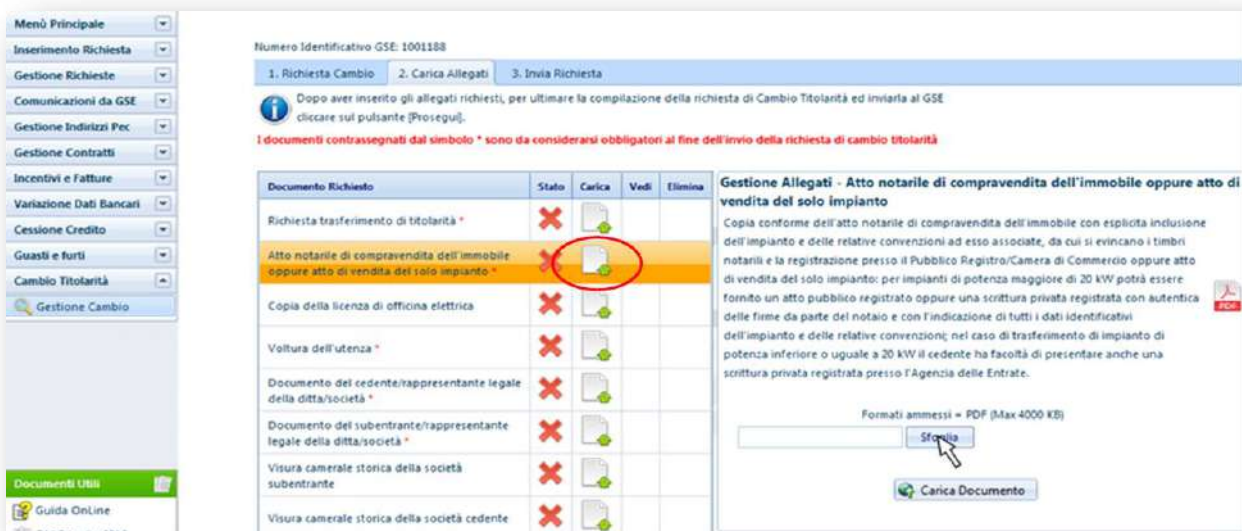 Menù Principale
Inserimento Richiesta
Gestione Richieste
Comunicazioni da GSE
Gestione Indirizzi Pec
Gestione Contratti
Incentivi e Fatture
Variazione Dati Bancari
Cessione Credito
Guasti e furti
Cambio Titolarità
Gestione Cambio
Documenti Utili
Guida OnLine
Numero Identificativo GSE: 1001188
1. Richiesta Cambio 2. Carica Allegati 3. Invia Richiesta
Dopo aver inserito gli allegati richiesti, per ultimare la compilazione della richiesta di Cambio Titolarità ed inviarla al GSE
cliccare sul pulsante [Prosegui].
I documenti contrassegnati dal simbolo * sono da considerarsi obbligatori al fine dell'invio della richiesta di cambio titolarità
Documento Richiesto Stato Carica Vedi Elimina
Richiesta trasferimento di titolarità *
Atto notarile di compravendita dell'immobile
oppure atto di vendita del solo impianto *
Copia della licenza di officina elettrica
Voltura dell'utenza *
Documento del cedente/rappresentante legale
della ditta/società *
Documento del subentrante/rappresentante
legale della ditta/società *
Visura camerale storica della società
subentrante
Visura camerale storica della società cedente
Gestione Allegati - Atto notarile di compravendita dell'immobile oppure atto di
vendita del solo impianto
Copia conforme dell'atto notarile di compravendita dell'immobile con esplicita inclusione
dell'impianto e delle relative convenzioni ad esso associate, da cui si evincano i timbri
notarili e la registrazione presso il Pubblico Registro/Camera di Commercio oppure atto
di vendita del solo impianto: per impianti di potenza maggiore di 20 kW potrà essere
fornito un atto pubblico registrato oppure una scrittura privata registrata con autentica
delle firme da parte del notaio e con l'indicazione di tutti i dati identificativi
dell'impianto e delle relative convenzioni; nel caso di trasferimento di impianto di
potenza inferiore o uguale a 20 kW il cedente ha facoltà di presentare anche una
scrittura privata registrata presso l'Agenzia delle Entrate.
PDF
Formati ammessi = PDF (Max 4000 KB)
Sfoglia
Carica Documento